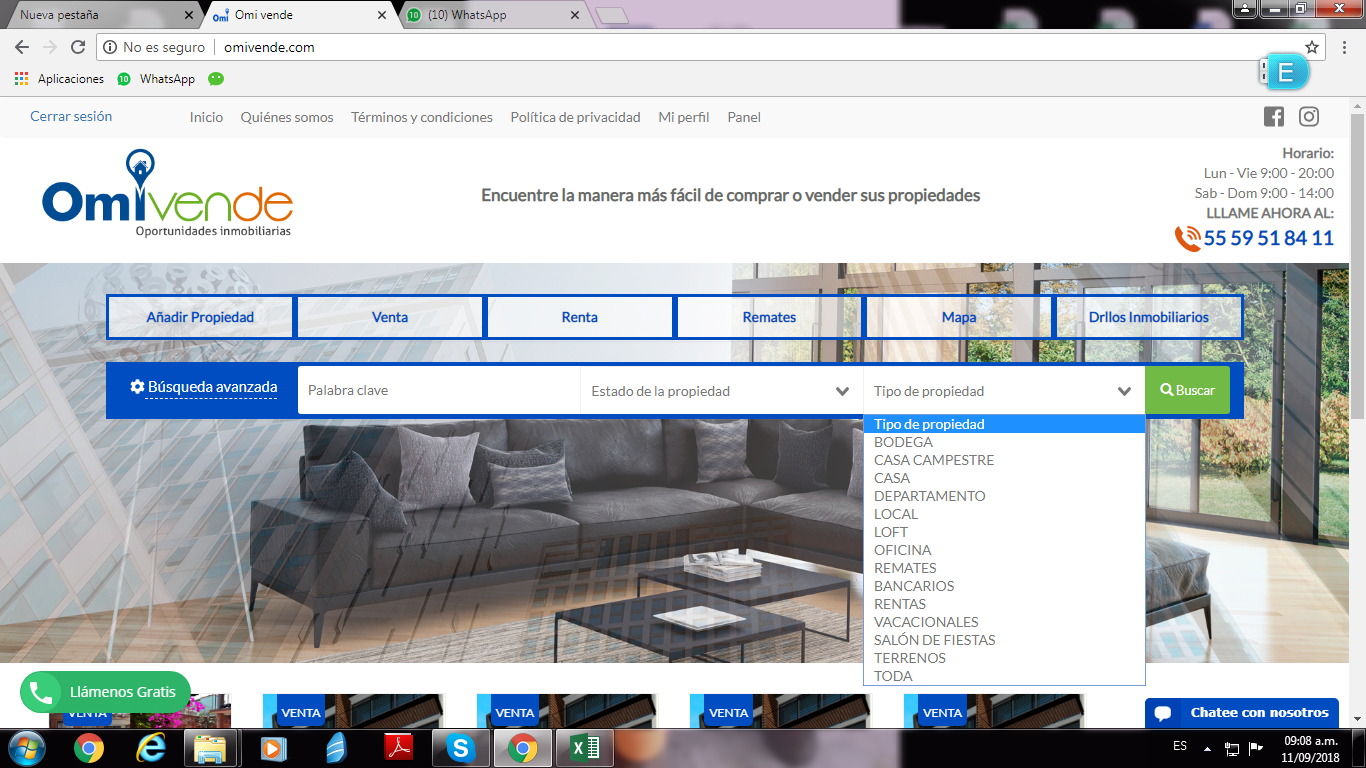 Nueva pestaña
Omi vende
(10) WhatsApp
No es seguro
omivende.com
Aplicaciones
10
WhatsApp
E
Cerrar sesión
Inicio
Quiénes somos
Términos y condiciones
Política de privacidad
Mi perfil
Panel
Omivende
Oportunidades inmobiliarias
Encuentre la manera más fácil de comprar o vender sus propiedades
Horario:
Lun - Vie 9:00 - 20:00
Sab - Dom 9:00 - 14:00
LLLAME AHORA AL:
55 59 51 84 11
Añadir Propiedad
Venta
Renta
Remates
Mapa
Drllos Inmobiliarios
Búsqueda avanzada
Palabra clave
Estado de la propiedad
Tipo de propiedad
Buscar
Tipo de propiedad
BODEGA
CASA CAMPESTRE
CASA
DEPARTAMENTO
LOCAL
LOFT
OFICINA
REMATES
BANCARIOS
RENTAS
VACACIONALES
SALÓN DE FIESTAS
TERRENOS
TODA
Llámenos Gratis
VENTA
VENTA
VENTA
VENTA
VENTA
Chatee con nosotros
ES
09:08 a.m.
11/09/2018